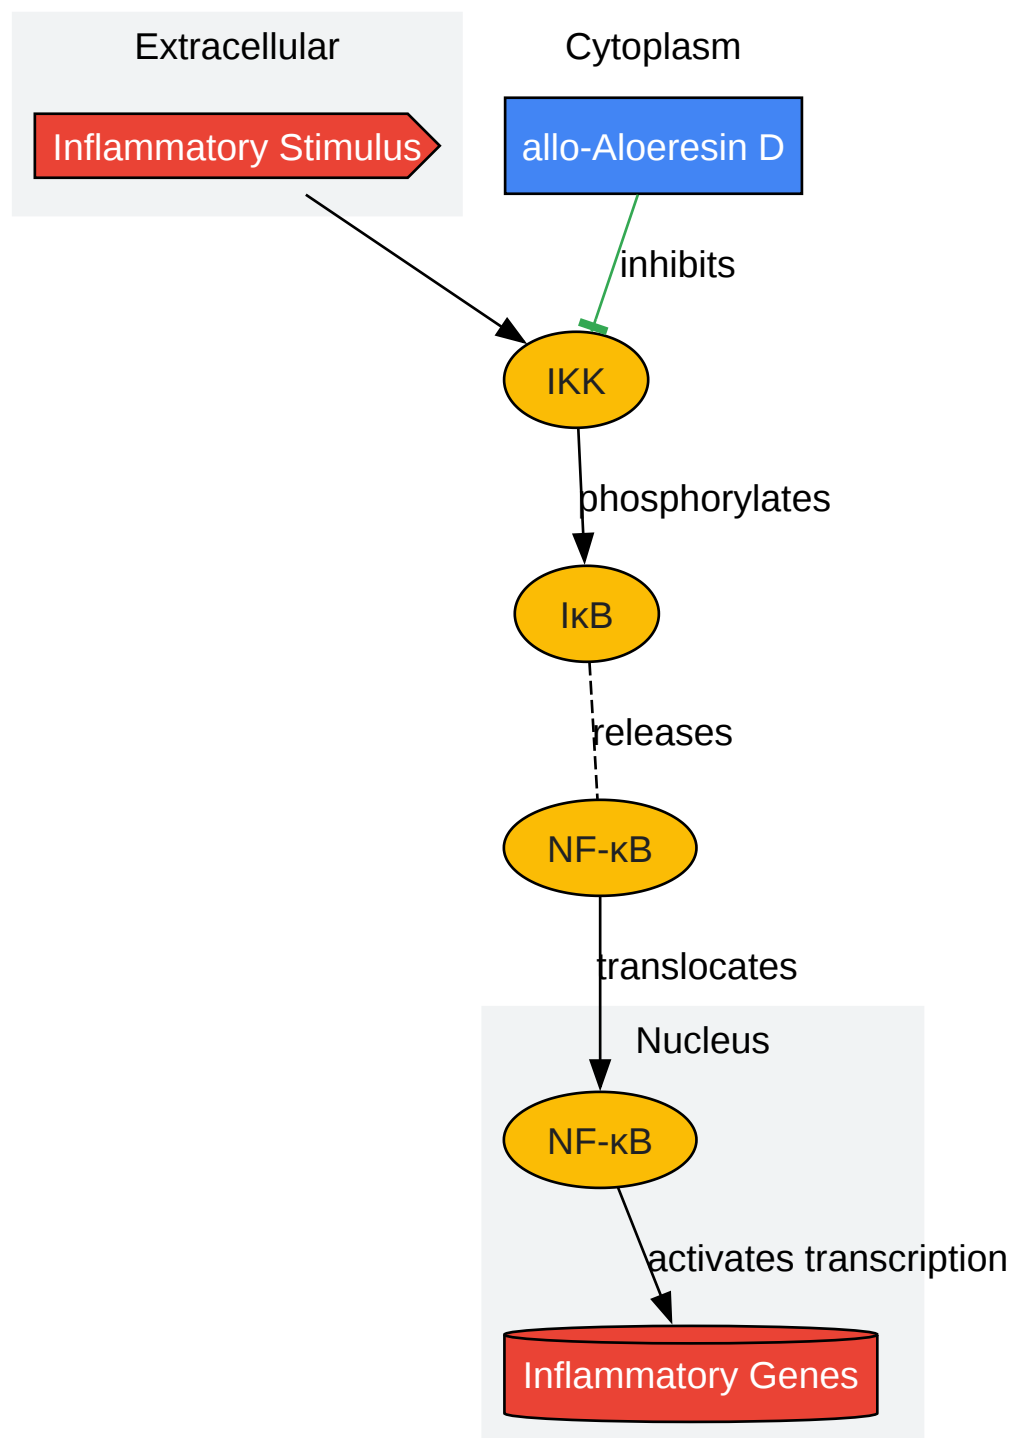 Extracellular
Cytoplasm
Inflammatory Stimulus
allo-Aloeresin D
inhibits
IKK
phosphorylates
IκB
releases
NF-κB
translocates
Nucleus
NF-κB
activates transcription
Inflammatory Genes